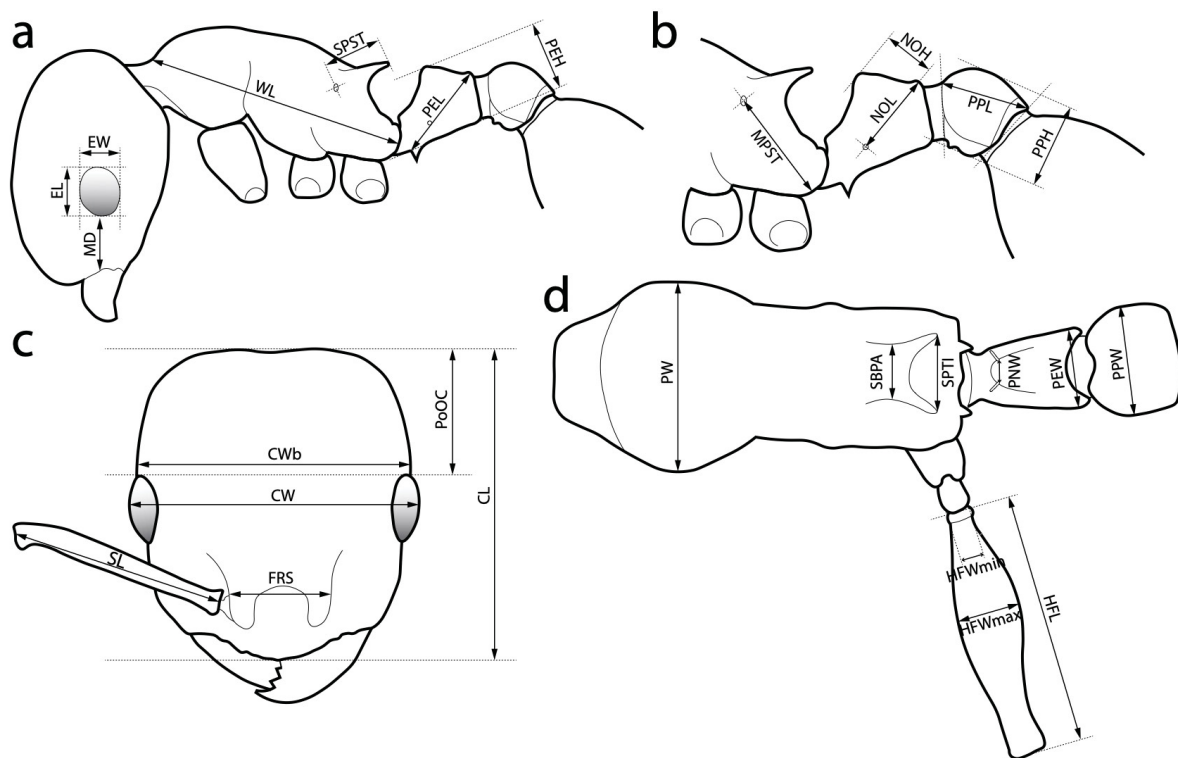 a
SPST
PEH
WL
PEL
EW
EL
MD
b
NOH
NOL
PPL
PPH
MPST
c
PoOC
CWb
CW
CL
SL
FRS
d
PW
SBPA
SPTI
PNW
PEW
PPW
HFWmin
HFWmax
HFL